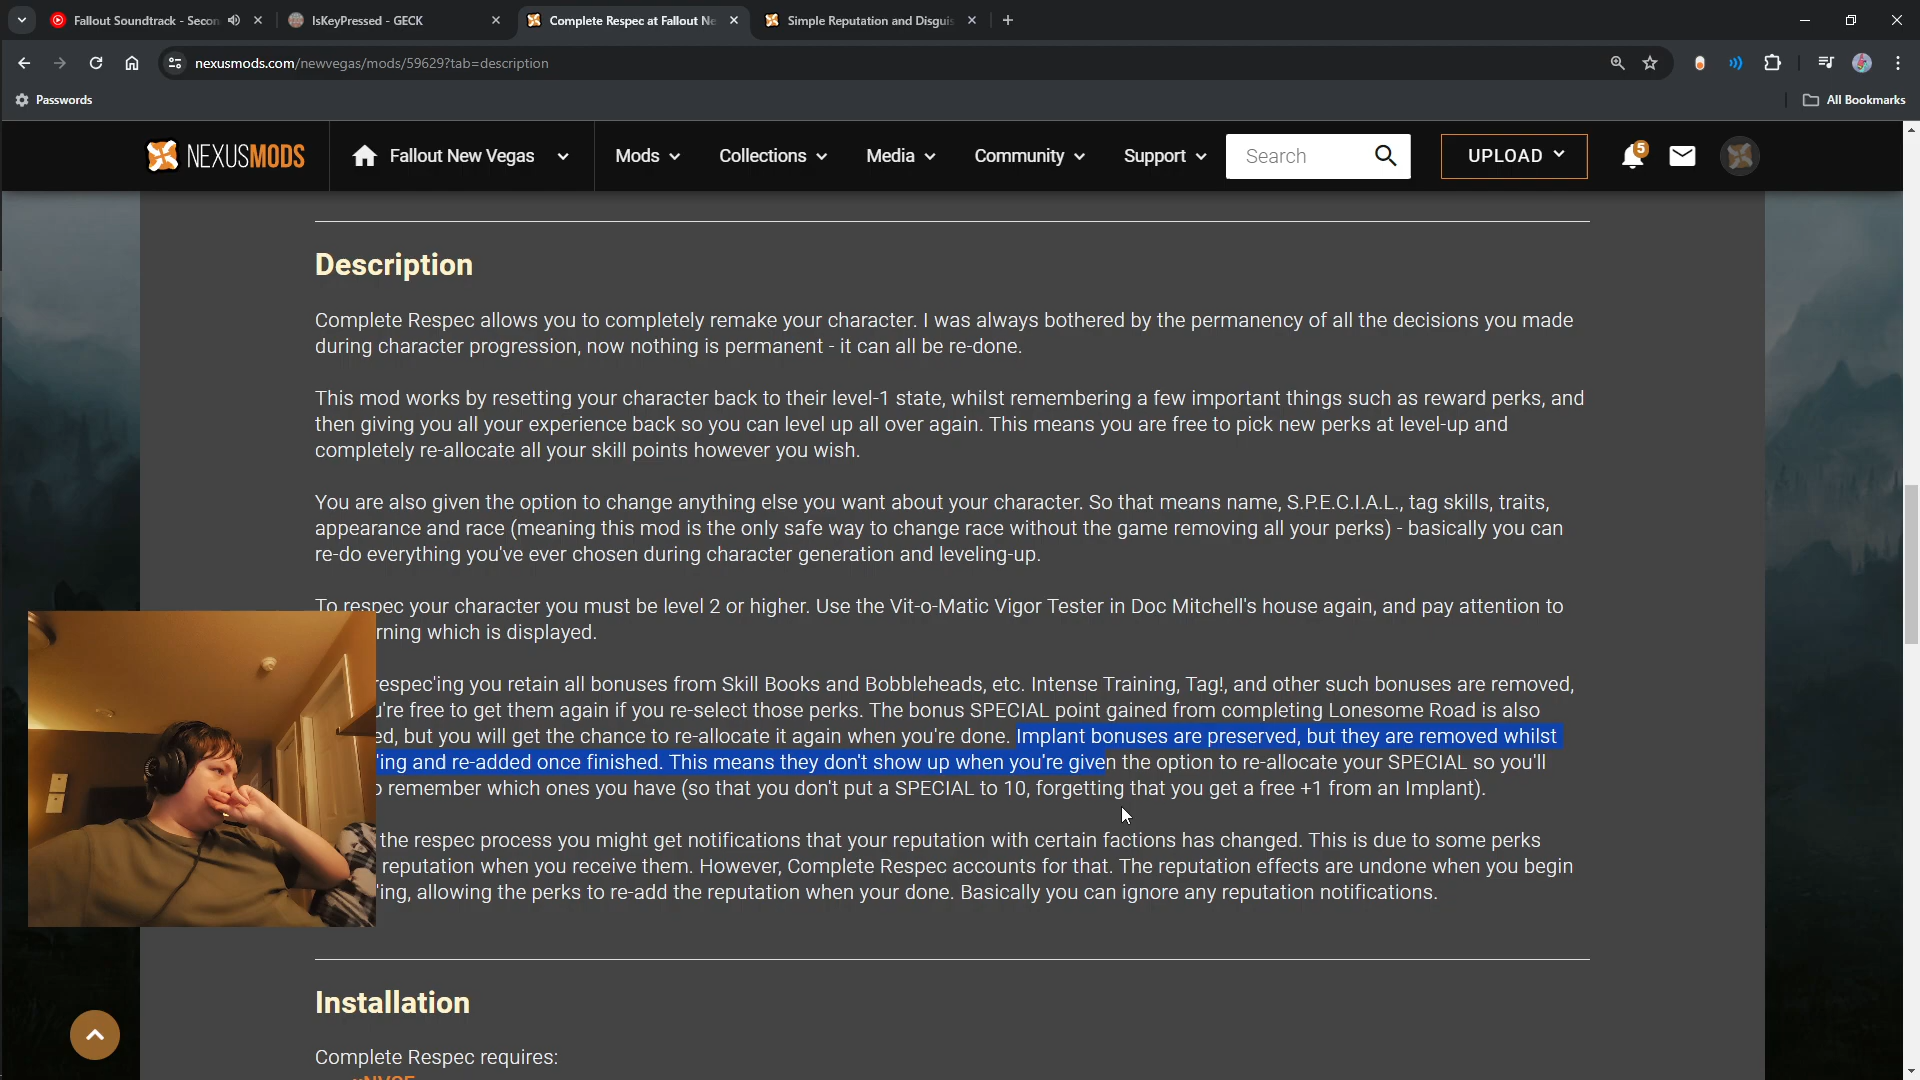 Fallout Soundtrack - Secon
IsKeyPressed - GECK
Complete Respec at Fallout Ne
Simple Reputation and Disguis
nexusmods.com/newvegas/mods/59629?tab=description
Passwords
All Bookmarks
NEXUSMODS
Fallout New Vegas
Mods
Collections
Media
Community
Support
Search
UPLOAD
5
Description
Complete Respec allows you to completely remake your character. I was always bothered by the permanency of all the decisions you made
during character progression, now nothing is permanent - it can all be re-done.
This mod works by resetting your character back to their level-1 state, whilst remembering a few important things such as reward perks, and
then giving you all your experience back so you can level up all over again. This means you are free to pick new perks at level-up and
completely re-allocate all your skill points however you wish.
You are also given the option to change anything else you want about your character. So that means name, S.P.E.C.I.A.L., tag skills, traits,
appearance and race (meaning this mod is the only safe way to change race without the game removing all your perks) - basically you can
re-do everything you've ever chosen during character generation and leveling-up.
To respec your character you must be level 2 or higher. Use the Vit-o-Matic Vigor Tester in Doc Mitchell's house again, and pay attention to
rning which is displayed.
respec'ing you retain all bonuses from Skill Books and Bobbleheads, etc. Intense Training, Tag!, and other such bonuses are removed,
u're free to get them again if you re-select those perks. The bonus SPECIAL point gained from completing Lonesome Road is also
ed, but you will get the chance to re-allocate it again when you're done. Implant bonuses are preserved, but they are removed whilst
'ing and re-added once finished. This means they don't show up when you're given the option to re-allocate your SPECIAL so you'll
o remember which ones you have (so that you don't put a SPECIAL to 10, forgetting that you get a free +1 from an Implant).
the respec process you might get notifications that your reputation with certain factions has changed. This is due to some perks
reputation when you receive them. However, Complete Respec accounts for that. The reputation effects are undone when you begin
'ing, allowing the perks to re-add the reputation when your done. Basically you can ignore any reputation notifications.
Installation
Complete Respec requires:
xNVSE